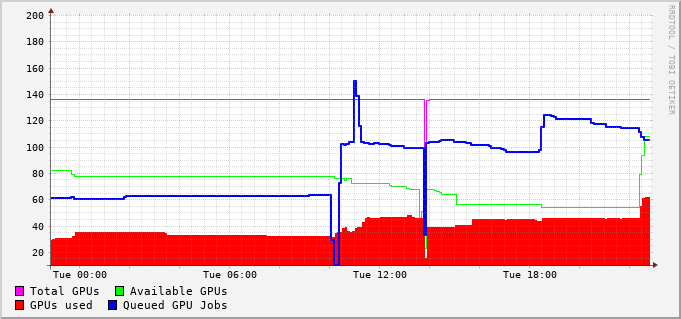 200
180
160
140
120
100
80
60
40
20
Tue 00:00 Tue 06:00 Tue 12:00 Tue 18:00
Total GPUs Available GPUs
GPUs used Queued GPU Jobs
RRDTOOL / TOBI OETIKER